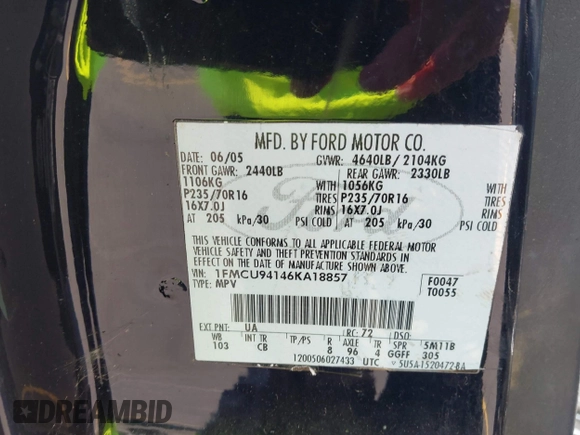 MFD. BY FORD MOTOR CO.
DATE: 06/05 GVWR: 4640LB/ 2104KG
FRONT GAWR: 2440LB REAR GAWR: 2330LB
1106KG WITH 1056KG WITH
P235/70R16 TIRES P235/70R16 TIRES
16X7.0J RIMS 16X7.0J RIMS
AT 205 kPa/30 PSI COLD AT 205 kPa/30 PSI COLD
THIS VEHICLE CONFORMS TO ALL APPLICABLE FEDERAL MOTOR
VEHICLE SAFETY AND THEFT PREVENTION STANDARDS IN
EFFECT ON THE DATE OF MANUFACTURE SHOWN ABOVE.
VIN: 1FMCU94146KA18857 F0047
TYPE: MPV T0055
EXT PNT: UA RC: 72 DSO:
WB INT TR TP/PS R AXLE TR SPR 5M11B
103 CB 8 96 4 GGFF 305
1200506027433 UTC 5U5A-1520472-BA
Ford
DREAMBID